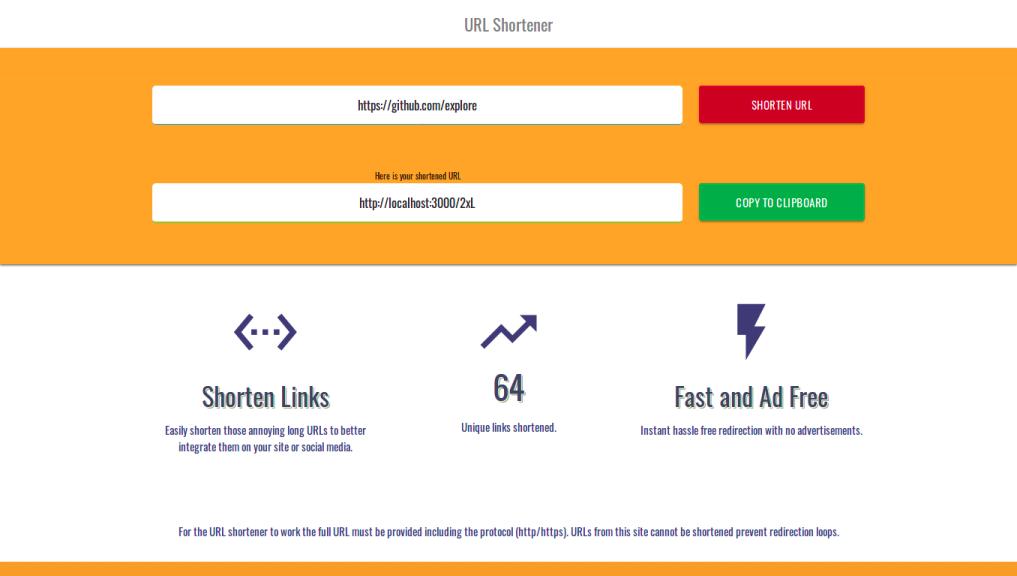 URL Shortener
https://github.com/explore
SHORTEN URL
Here is your shortened URL
http://localhost:3000/2xL
COPY TO CLIPBOARD
Shorten Links
Easily shorten those annoying long URLs to better
integrate them on your site or social media.
64
Unique links shortened.
Fast and Ad Free
Instant hassle free redirection with no advertisements.
For the URL shortener to work the full URL must be provided including the protocol (http/https). URLs from this site cannot be shortened prevent redirection loops.